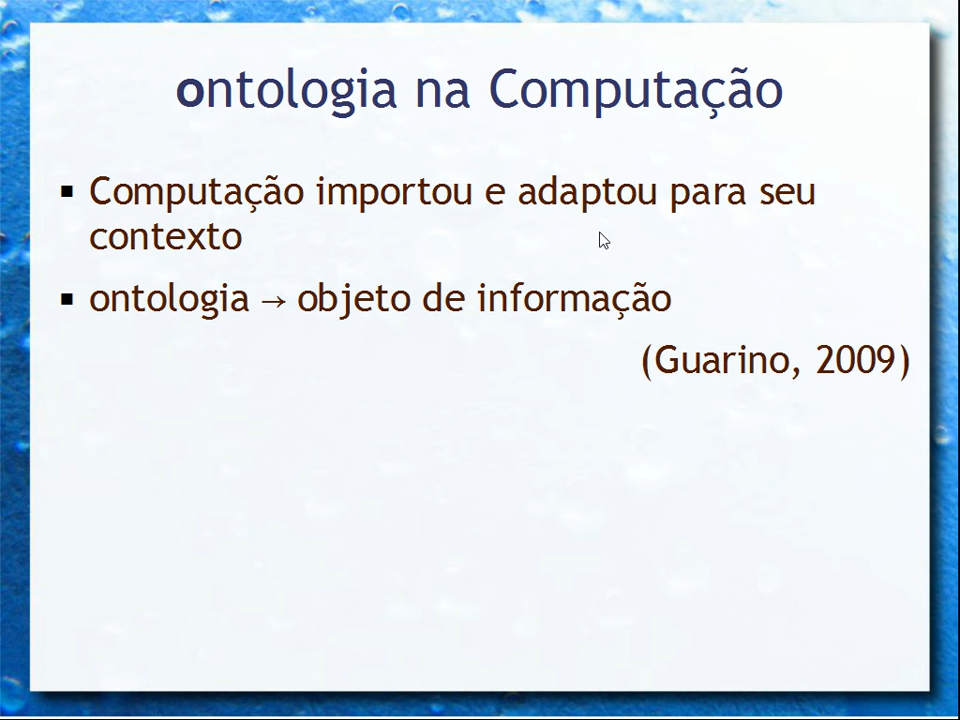 ontologia na Computação
▪ Computação importou e adaptou para seu
contexto
▪ ontologia → objeto de informação
(Guarino, 2009)